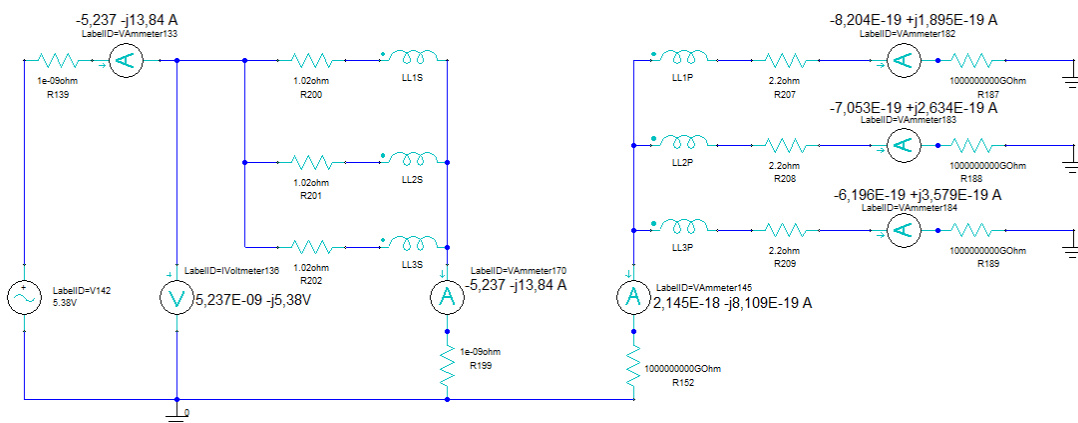 -5,237 -j13,84 A
LabelID=VAmmeter133
1e-09ohm
R139
1.02ohm
R200
LL1S
1.02ohm
R201
LL2S
1.02ohm
R202
LL3S
LabelID=V142
5.38V
LabelID=IVoltmeter136
V
5,237E-09 -j5,38V
LabelID=VAmmeter170
A
-5,237 -j13,84 A
1e-09ohm
R199
0
-8,204E-19 +j1,895E-19 A
LabelID=VAmmeter182
A
LL1P
2.2ohm
R207
1000000000GOhm
R187
-7,053E-19 +j2,634E-19 A
LabelID=VAmmeter183
A
LL2P
2.2ohm
R208
1000000000GOhm
R188
-6,196E-19 +j3,579E-19 A
LabelID=VAmmeter184
A
LL3P
2.2ohm
R209
1000000000GOhm
R189
LabelID=VAmmeter145
A
2,145E-18 -j8,109E-19 A
1000000000GOhm
R152
A